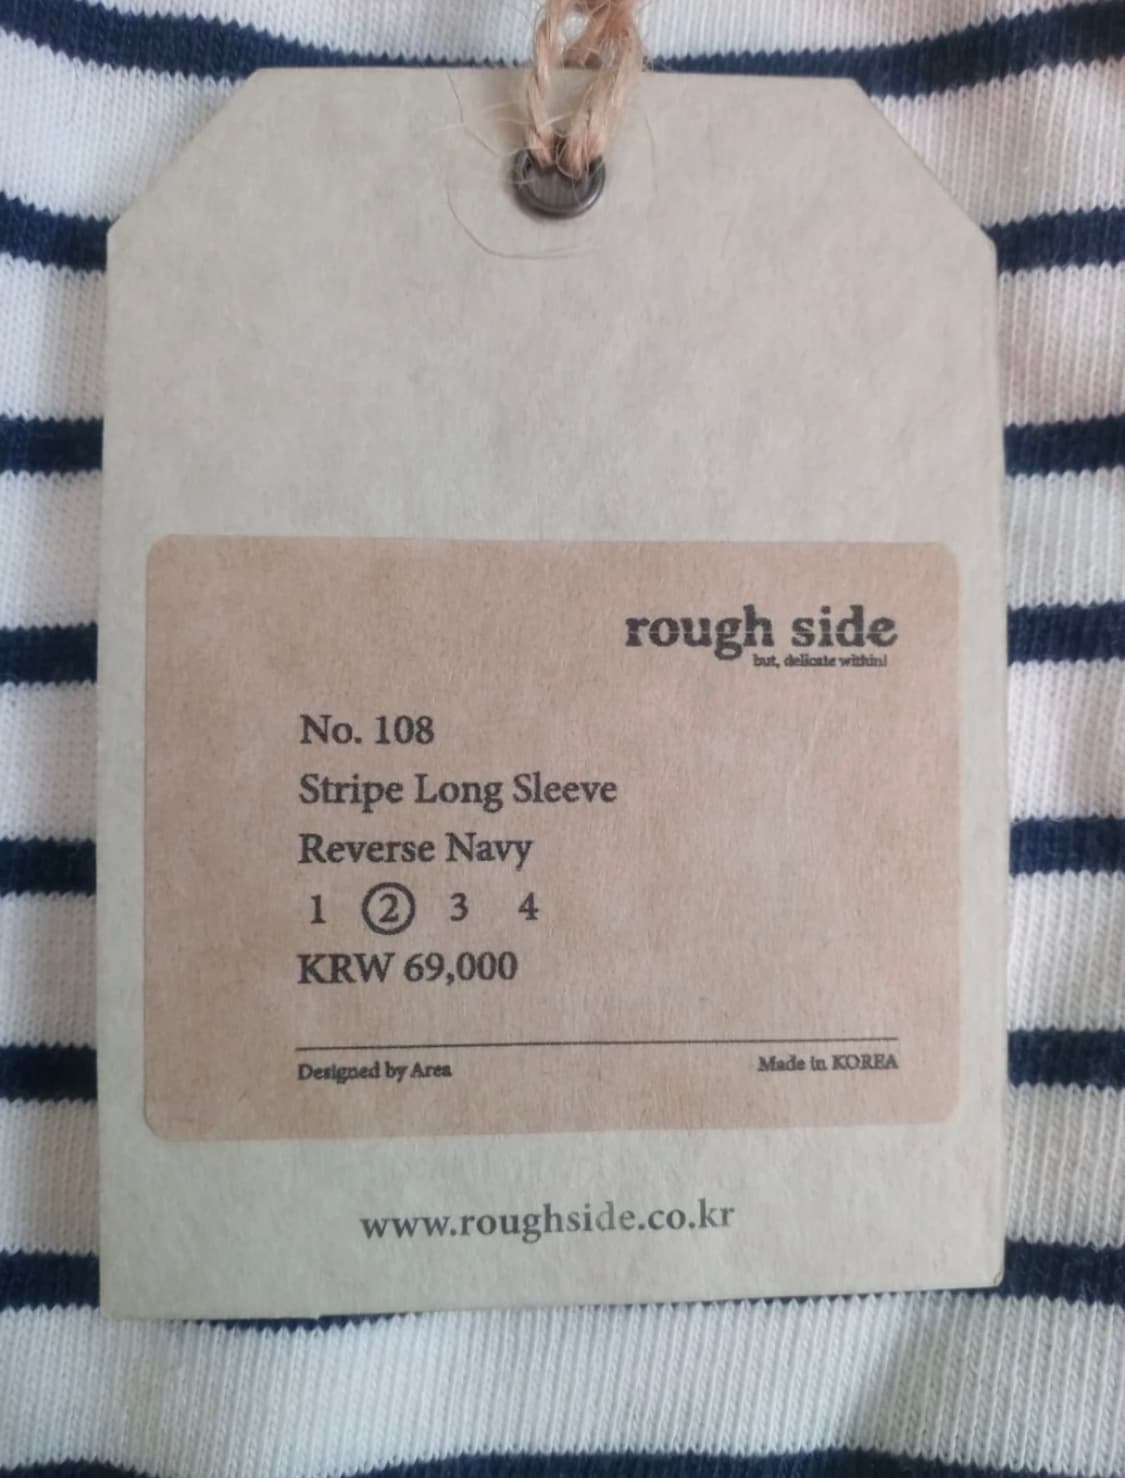 rough side
but, delicate within!
No. 108
Stripe Long Sleeve
Reverse Navy
1 ② 3 4
KRW 69,000
Designed by Area
Made in KOREA
www.roughside.co.kr